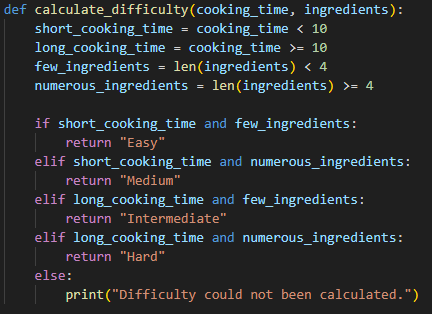 def calculate_difficulty(cooking_time, ingredients):
    short_cooking_time = cooking_time < 10
    long_cooking_time = cooking_time >= 10
    few_ingredients = len(ingredients) < 4
    numerous_ingredients = len(ingredients) >= 4

    if short_cooking_time and few_ingredients:
        return "Easy"
    elif short_cooking_time and numerous_ingredients:
        return "Medium"
    elif long_cooking_time and few_ingredients:
        return "Intermediate"
    elif long_cooking_time and numerous_ingredients:
        return "Hard"
    else:
        print("Difficulty could not been calculated.")